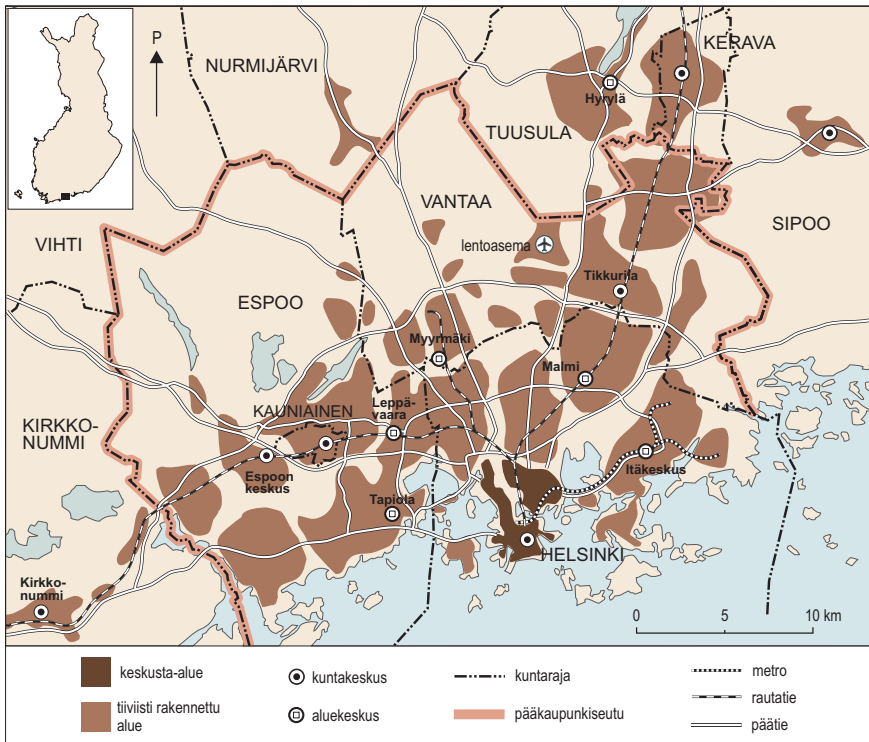 P
NURMIJÄRVI
KERAVA
Hyrylä
TUUSULA
VANTAA
SIPOO
lentoasema
VIHTI
Tikkurila
ESPOO
Myyrmäki
Malmi
KAUNIAINEN
Leppä-
vaara
KIRKKO-
NUMMI
Espoon
keskus
Itäkeskus
Tapiola
HELSINKI
Kirkko-
nummi
0 5 10 km
keskusta-alue
kuntakeskus
kuntaraja
metro
rautatie
tiiviisti rakennettu
alue
aluekeskus
pääkaupunkiseutu
päätie